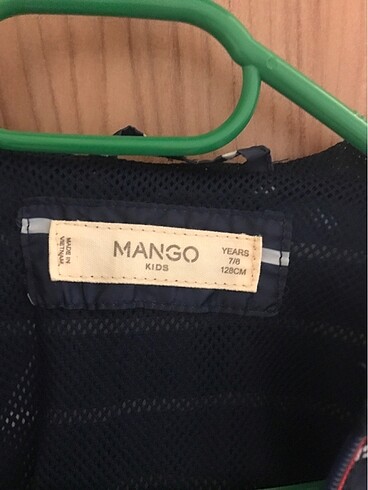 MADE IN
VIETNAM
MANGO
KIDS
YEARS
7/8
128CM